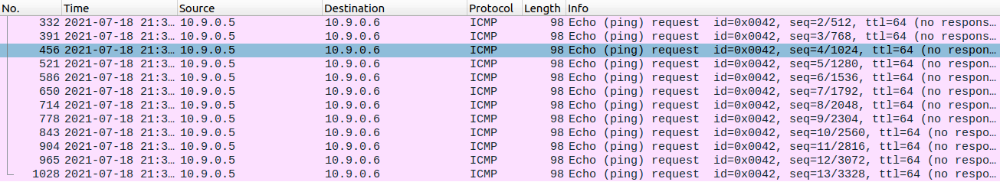 No. Time Source Destination Protocol Length Info
332 2021-07-18 21:3… 10.9.0.5 10.9.0.6 ICMP 98 Echo (ping) request id=0x0042, seq=2/512, ttl=64 (no respons…
391 2021-07-18 21:3… 10.9.0.5 10.9.0.6 ICMP 98 Echo (ping) request id=0x0042, seq=3/768, ttl=64 (no respons…
456 2021-07-18 21:3… 10.9.0.5 10.9.0.6 ICMP 98 Echo (ping) request id=0x0042, seq=4/1024, ttl=64 (no respon…
521 2021-07-18 21:3… 10.9.0.5 10.9.0.6 ICMP 98 Echo (ping) request id=0x0042, seq=5/1280, ttl=64 (no respon…
586 2021-07-18 21:3… 10.9.0.5 10.9.0.6 ICMP 98 Echo (ping) request id=0x0042, seq=6/1536, ttl=64 (no respon…
650 2021-07-18 21:3… 10.9.0.5 10.9.0.6 ICMP 98 Echo (ping) request id=0x0042, seq=7/1792, ttl=64 (no respon…
714 2021-07-18 21:3… 10.9.0.5 10.9.0.6 ICMP 98 Echo (ping) request id=0x0042, seq=8/2048, ttl=64 (no respon…
778 2021-07-18 21:3… 10.9.0.5 10.9.0.6 ICMP 98 Echo (ping) request id=0x0042, seq=9/2304, ttl=64 (no respon…
843 2021-07-18 21:3… 10.9.0.5 10.9.0.6 ICMP 98 Echo (ping) request id=0x0042, seq=10/2560, ttl=64 (no respo…
904 2021-07-18 21:3… 10.9.0.5 10.9.0.6 ICMP 98 Echo (ping) request id=0x0042, seq=11/2816, ttl=64 (no respo…
965 2021-07-18 21:3… 10.9.0.5 10.9.0.6 ICMP 98 Echo (ping) request id=0x0042, seq=12/3072, ttl=64 (no respo…
1028 2021-07-18 21:3… 10.9.0.5 10.9.0.6 ICMP 98 Echo (ping) request id=0x0042, seq=13/3328, ttl=64 (no respo…